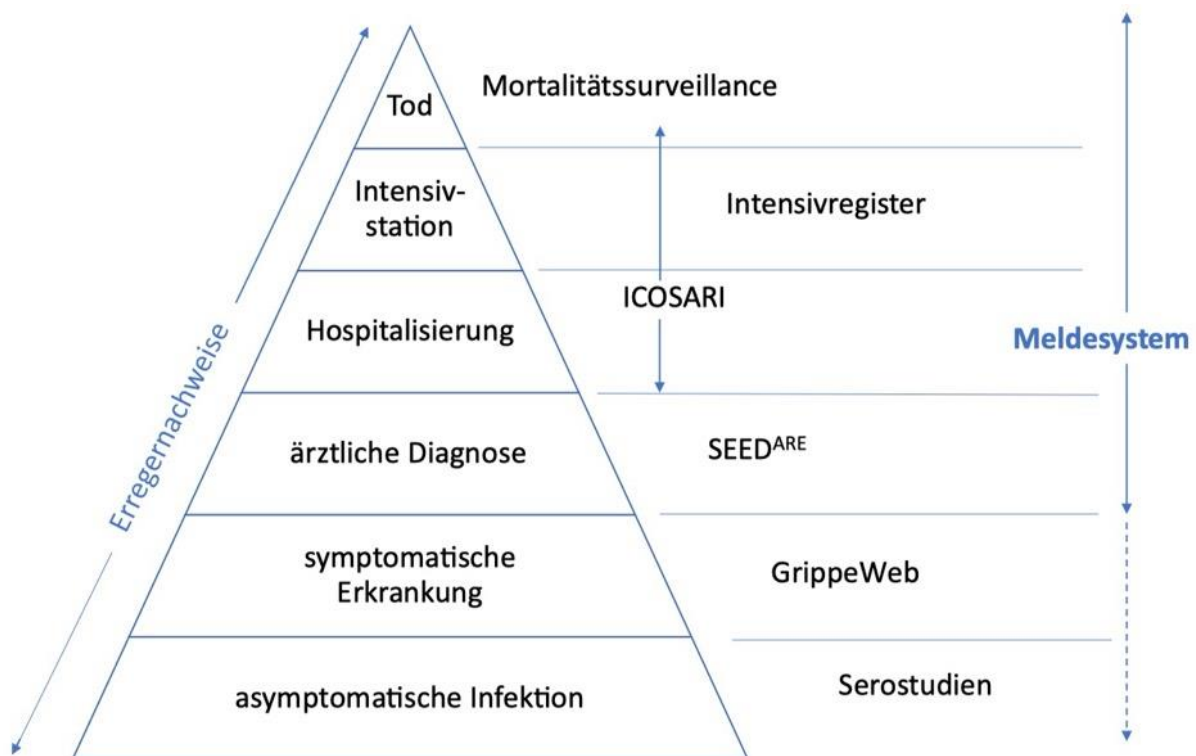 Tod
Mortalitätssurveillance
Intensiv-
station
Intensivregister
Hospitalisierung
ICOSARI
Meldesystem
Erregernachweise
ärztliche Diagnose
SEEDᴬᴿᴱ
symptomatische
Erkrankung
GrippeWeb
asymptomatische Infektion
Serostudien